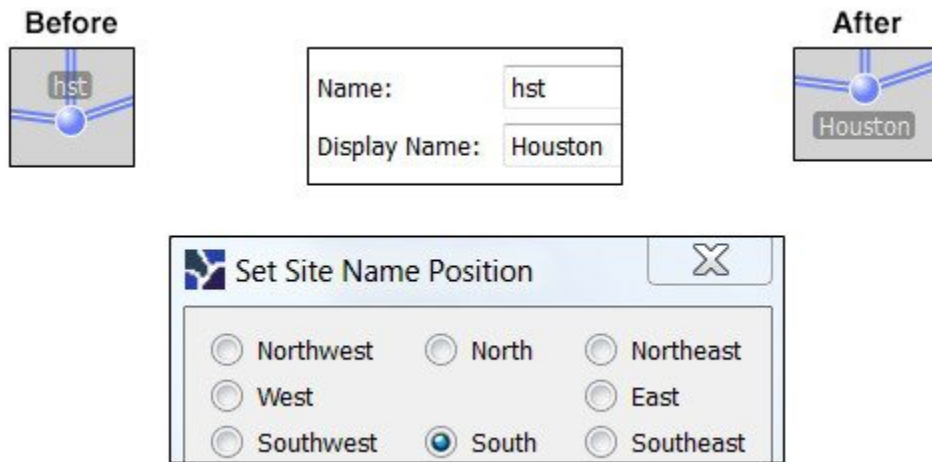 Before
After
hst
Name: hst
Display Name: Houston
Houston
Set Site Name Position
Northwest North Northeast
West East
Southwest South Southeast